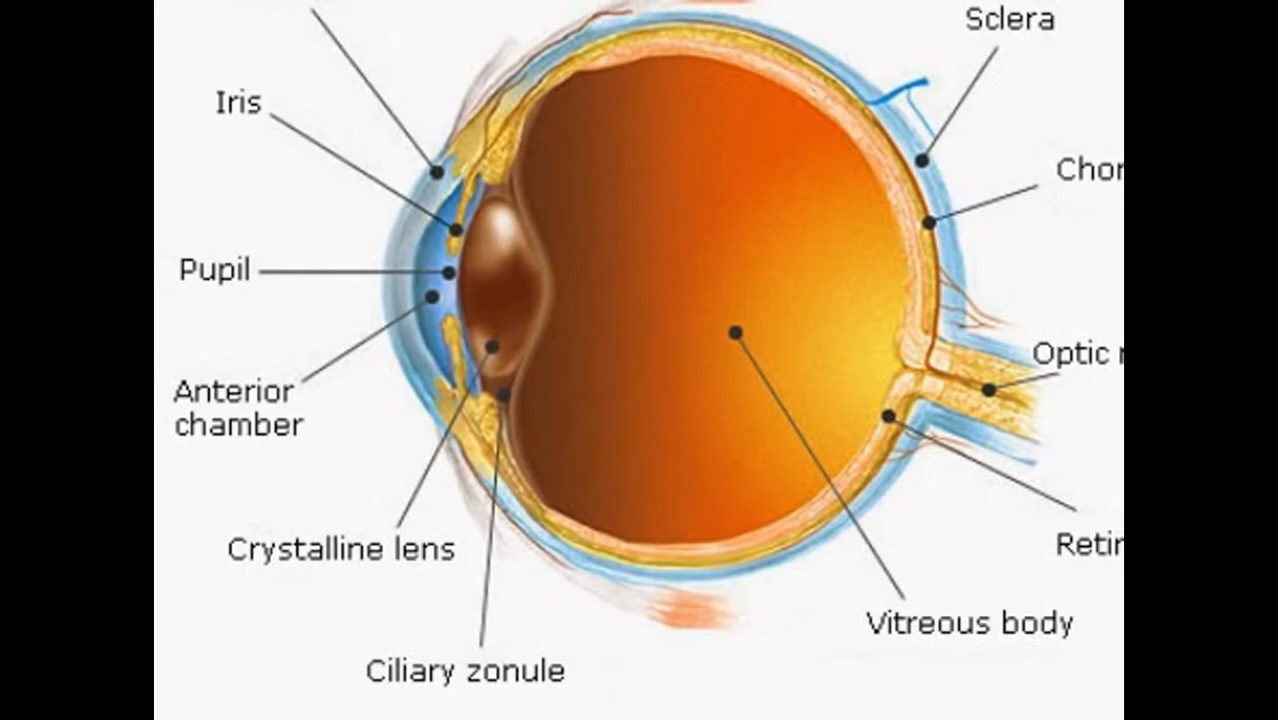 Sclera
Iris
Chor
Pupil
Optic
Anterior
chamber
Crystalline lens
Retin
Vitreous body
Ciliary zonule